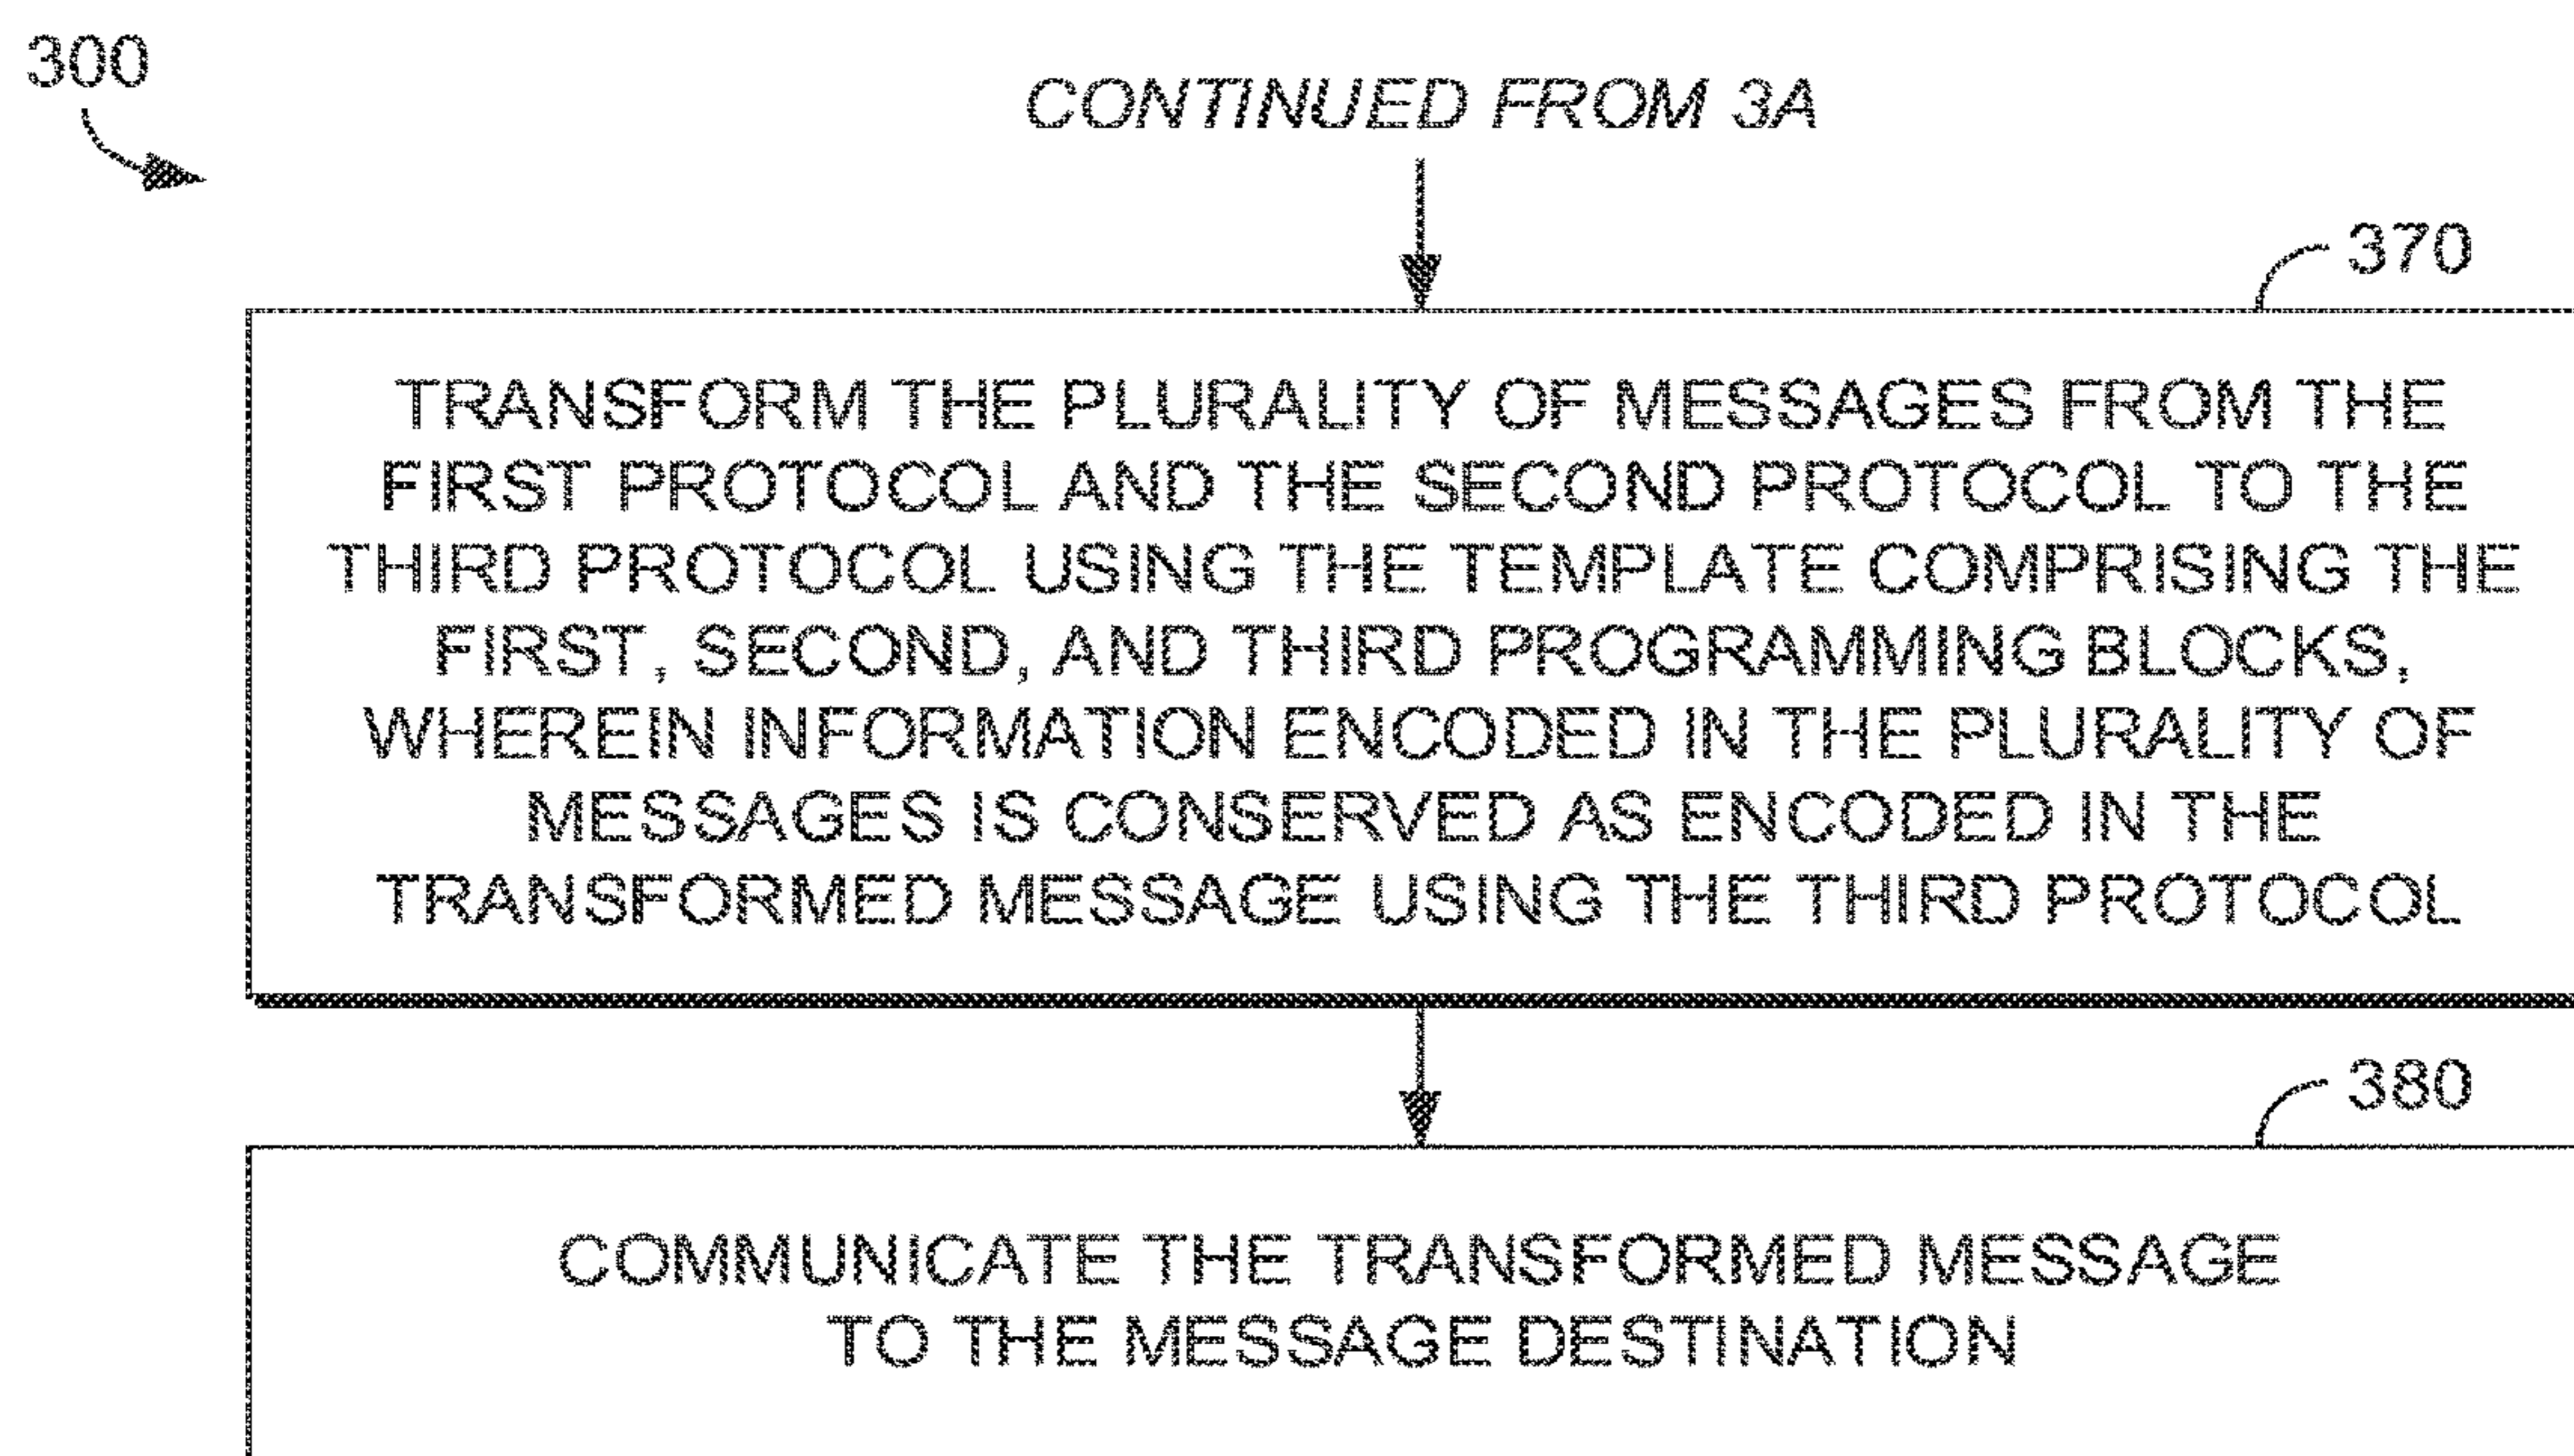 300
CONTINUED FROM 3A
370
TRANSFORM THE PLURALITY OF MESSAGES FROM THE
FIRST PROTOCOL AND THE SECOND PROTOCOL TO THE
THIRD PROTOCOL USING THE TEMPLATE COMPRISING THE
FIRST, SECOND, AND THIRD PROGRAMMING BLOCKS,
WHEREIN INFORMATION ENCODED IN THE PLURALITY OF
MESSAGES IS CONSERVED AS ENCODED IN THE
TRANSFORMED MESSAGE USING THE THIRD PROTOCOL
380
COMMUNICATE THE TRANSFORMED MESSAGE
TO THE MESSAGE DESTINATION